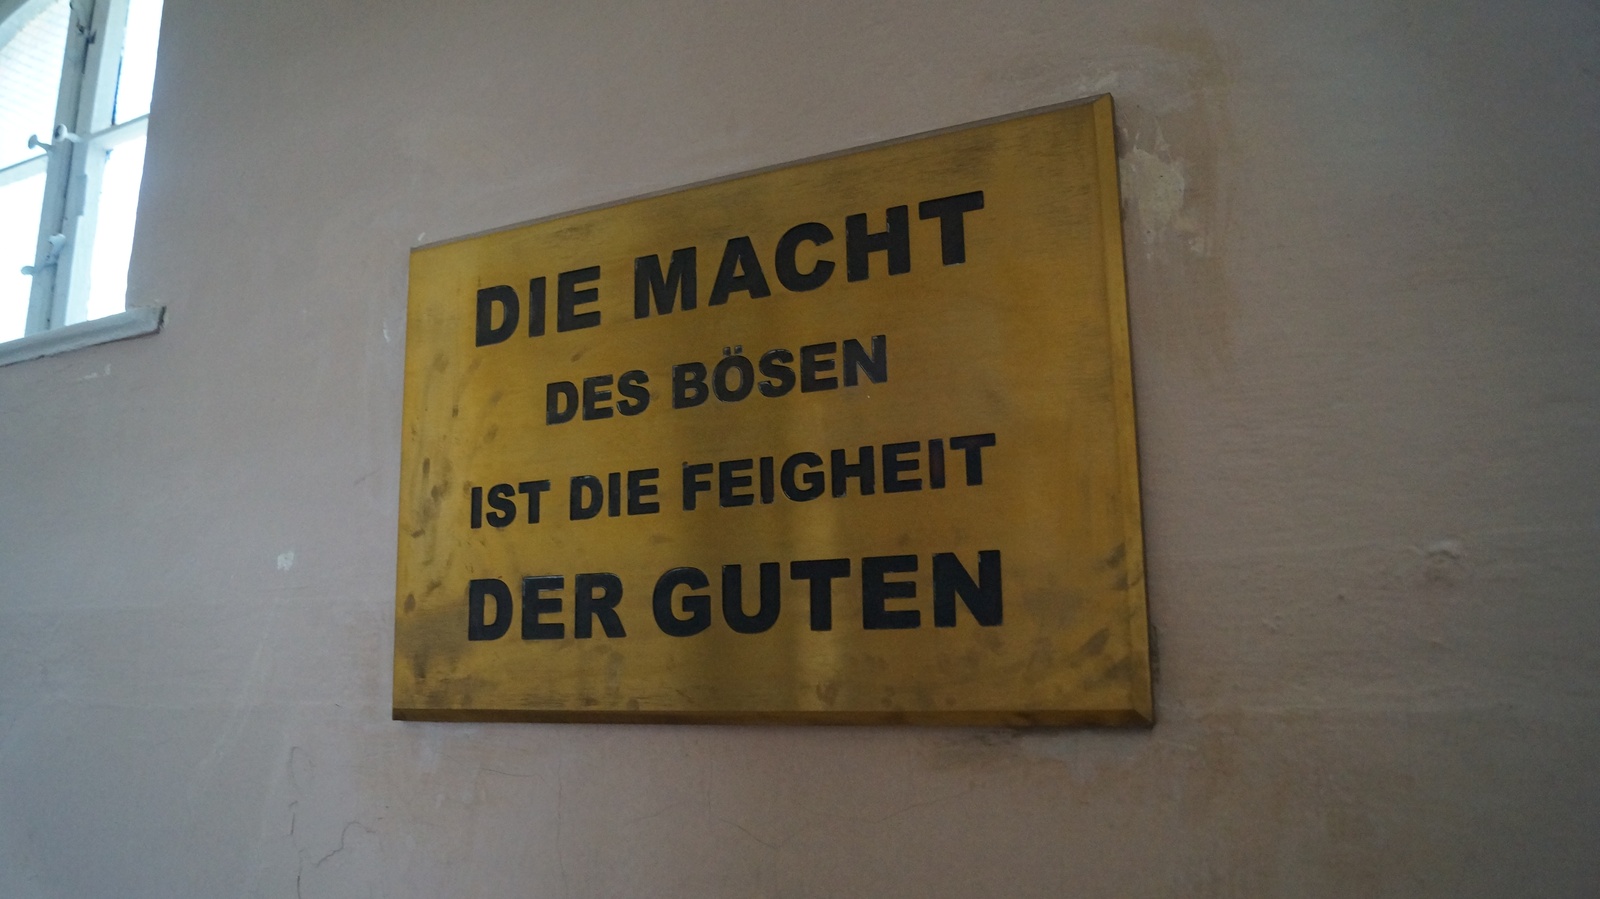 DIE MACHT
DES BÖSEN
IST DIE FEIGHEIT
DER GUTEN